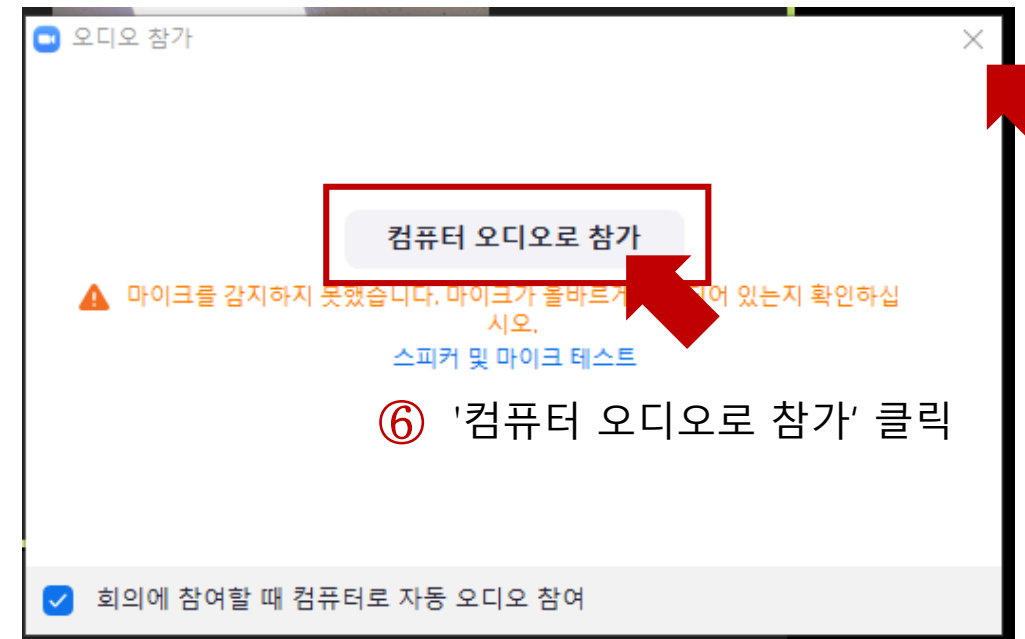 오디오 참가
컴퓨터 오디오로 참가
마이크를 감지하지 못했습니다. 마이크가 있는지 확인하십
시오.
스피커 및 마이크 테스트
⑥ '컴퓨터 오디오로 참가' 클릭
회의에 참여할 때 컴퓨터로 자동 오디오 참여